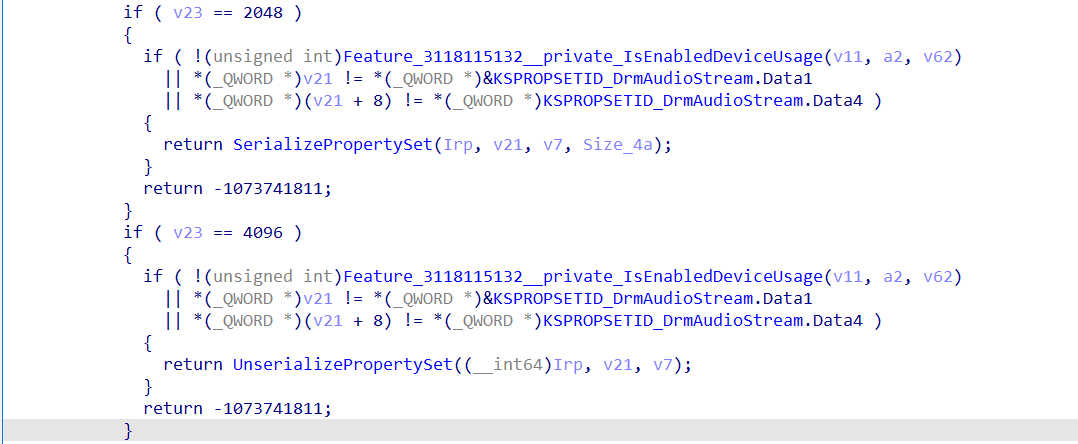 if ( v23 == 2048 )
{
if ( !(unsigned int)Feature_3118115132__private_IsEnabledDeviceUsage(v11, a2, v62)
|| *(_QWORD *)v21 != *(_QWORD *)&KSPROPSETID_DrmAudioStream.Data1
|| *(_QWORD *)(v21 + 8) != *(_QWORD *)KSPROPSETID_DrmAudioStream.Data4 )
{
return SerializePropertySet(Irp, v21, v7, Size_4a);
}
return -1073741811;
}
if ( v23 == 4096 )
{
if ( !(unsigned int)Feature_3118115132__private_IsEnabledDeviceUsage(v11, a2, v62)
|| *(_QWORD *)v21 != *(_QWORD *)&KSPROPSETID_DrmAudioStream.Data1
|| *(_QWORD *)(v21 + 8) != *(_QWORD *)KSPROPSETID_DrmAudioStream.Data4 )
{
return UnserializePropertySet((__int64)Irp, v21, v7);
}
return -1073741811;
}